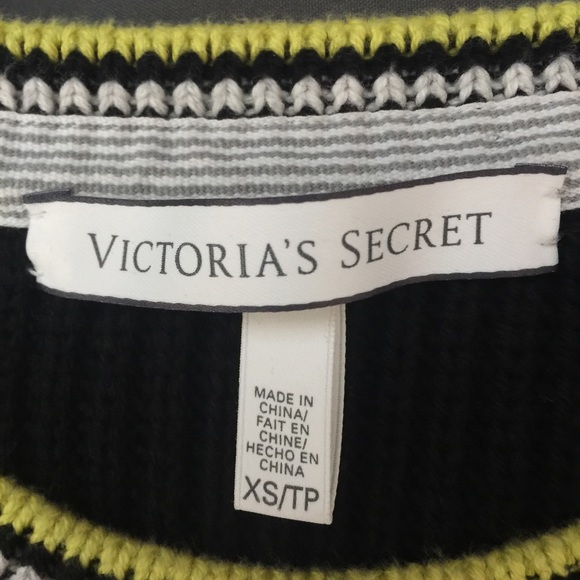 VICTORIA'S SECRET
MADE IN
CHINA/
FAIT EN
CHINE/
HECHO EN
CHINA
XS/TP